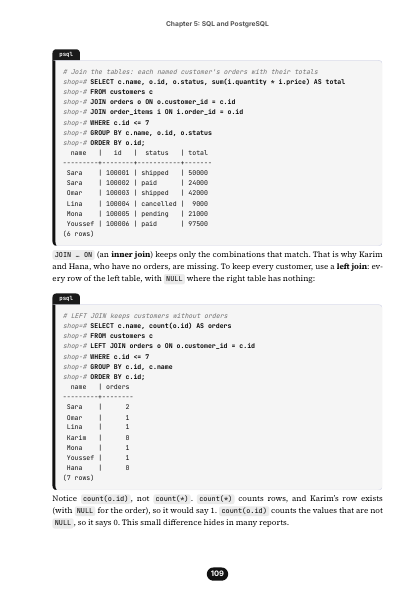 Chapter 5: SQL and PostgreSQL
psql
# Join the tables: each named customer's orders with their totals
shop=# SELECT c.name, o.id, o.status, sum(i.quantity * i.price) AS total
shop-# FROM customers c
shop-# JOIN orders o ON o.customer_id = c.id
shop-# JOIN order_items i ON i.order_id = o.id
shop-# WHERE c.id <= 7
shop-# GROUP BY c.name, o.id, o.status
shop-# ORDER BY o.id;
  name   |   id   |  status   | total
---------+--------+-----------+-------
 Sara    | 100001 | shipped   | 50000
 Sara    | 100002 | paid      | 24000
 Omar    | 100003 | shipped   | 42000
 Lina    | 100004 | cancelled |  9000
 Mona    | 100005 | pending   | 21000
 Youssef | 100006 | paid      | 97500
(6 rows)
JOIN … ON (an inner join) keeps only the combinations that match. That is why Karim
and Hana, who have no orders, are missing. To keep every customer, use a left join: ev-
ery row of the left table, with NULL where the right table has nothing:
psql
# LEFT JOIN keeps customers without orders
shop=# SELECT c.name, count(o.id) AS orders
shop-# FROM customers c
shop-# LEFT JOIN orders o ON o.customer_id = c.id
shop-# WHERE c.id <= 7
shop-# GROUP BY c.id, c.name
shop-# ORDER BY c.id;
  name   | orders
---------+--------
 Sara    |      2
 Omar    |      1
 Lina    |      1
 Karim   |      0
 Mona    |      1
 Youssef |      1
 Hana    |      0
(7 rows)
Notice count(o.id), not count(*). count(*) counts rows, and Karim's row exists
(with NULL for the order), so it would say 1. count(o.id) counts the values that are not
NULL, so it says 0. This small difference hides in many reports.
109